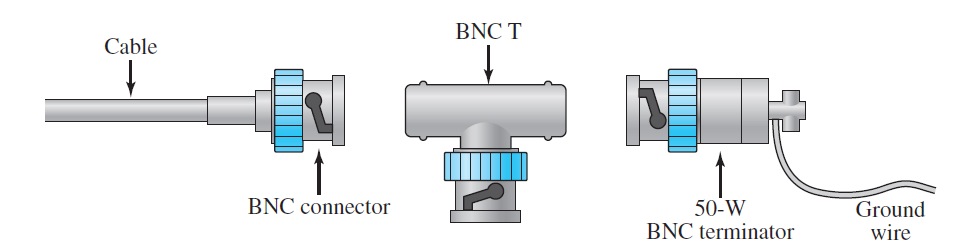 BNC T
Cable
BNC connector
50-W
BNC terminator
Ground
wire